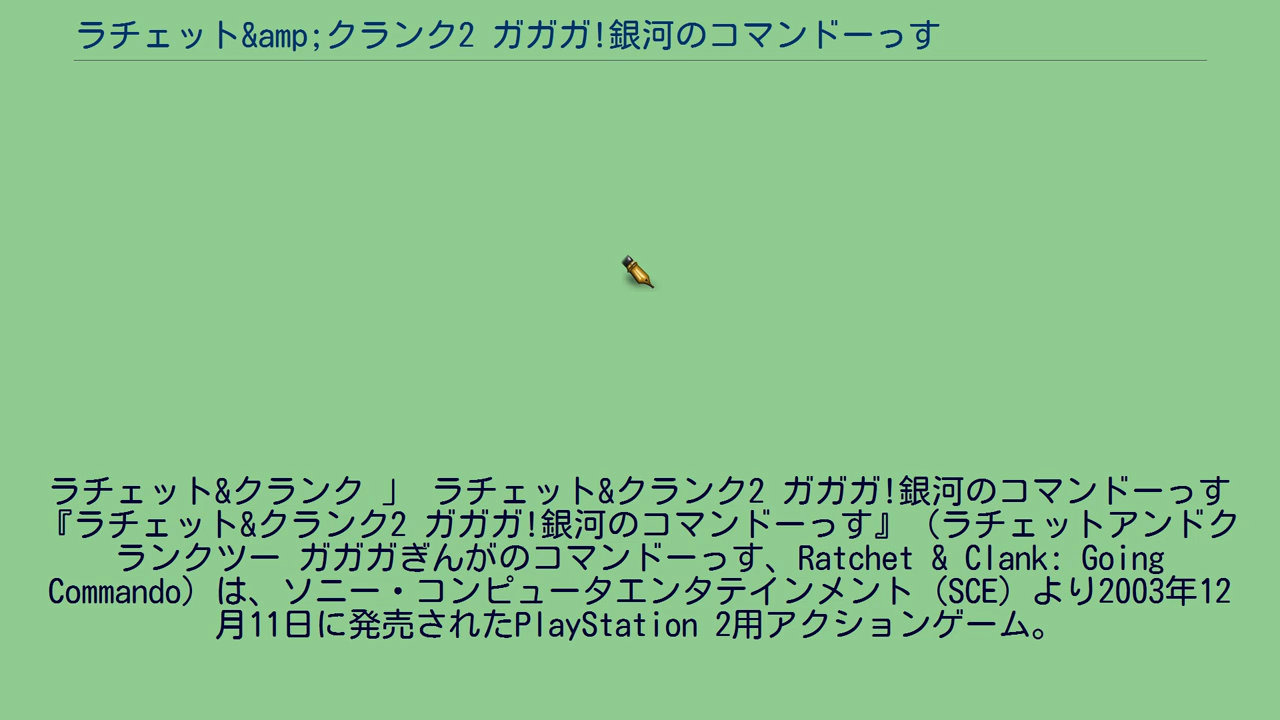 ラチェット&amp;クランク2 ガガガ!銀河のコマンドーっす
ラチェット&クランク 」 ラチェット&クランク2 ガガガ!銀河のコマンドーっす
『ラチェット&クランク2 ガガガ!銀河のコマンドーっす』（ラチェットアンドク
ランクツー ガガガぎんがのコマンドーっす、Ratchet & Clank: Going
Commando）は、ソニー・コンピュータエンタテインメント（SCE）より2003年12
月11日に発売されたPlayStation 2用アクションゲーム。